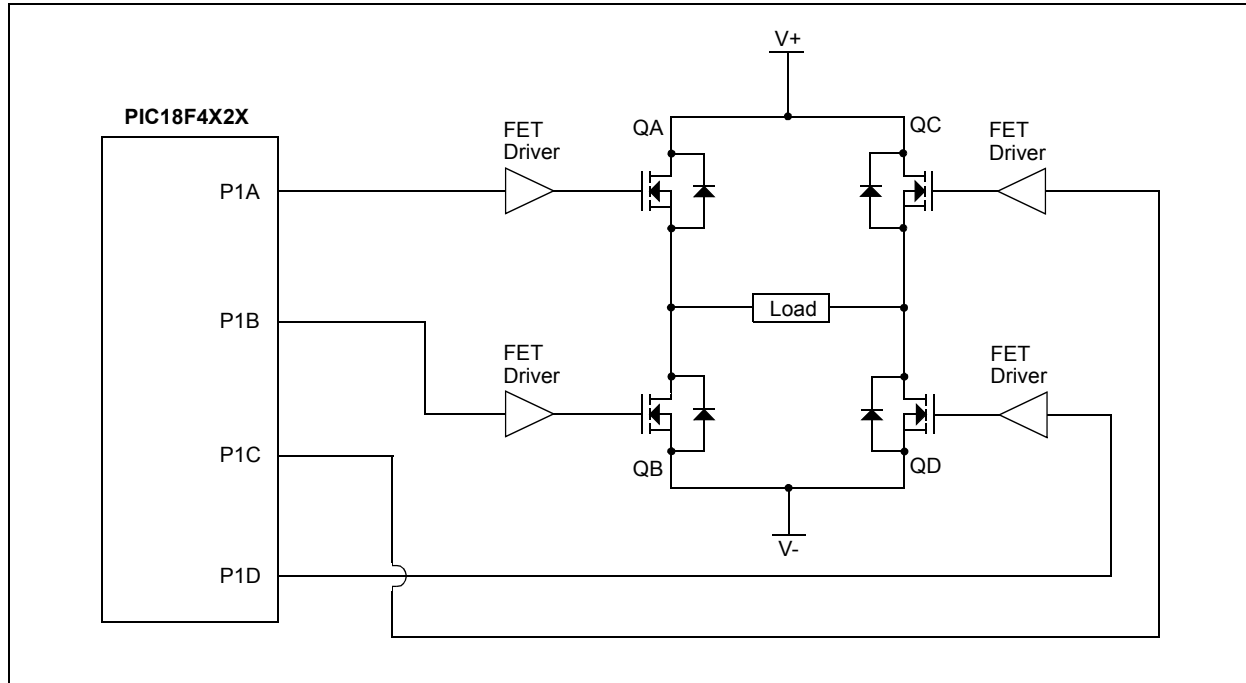 V+
PIC18F4X2X
FET
Driver
QA
QC
FET
Driver
P1A
P1B
Load
FET
Driver
FET
Driver
P1C
QB
QD
V-
P1D